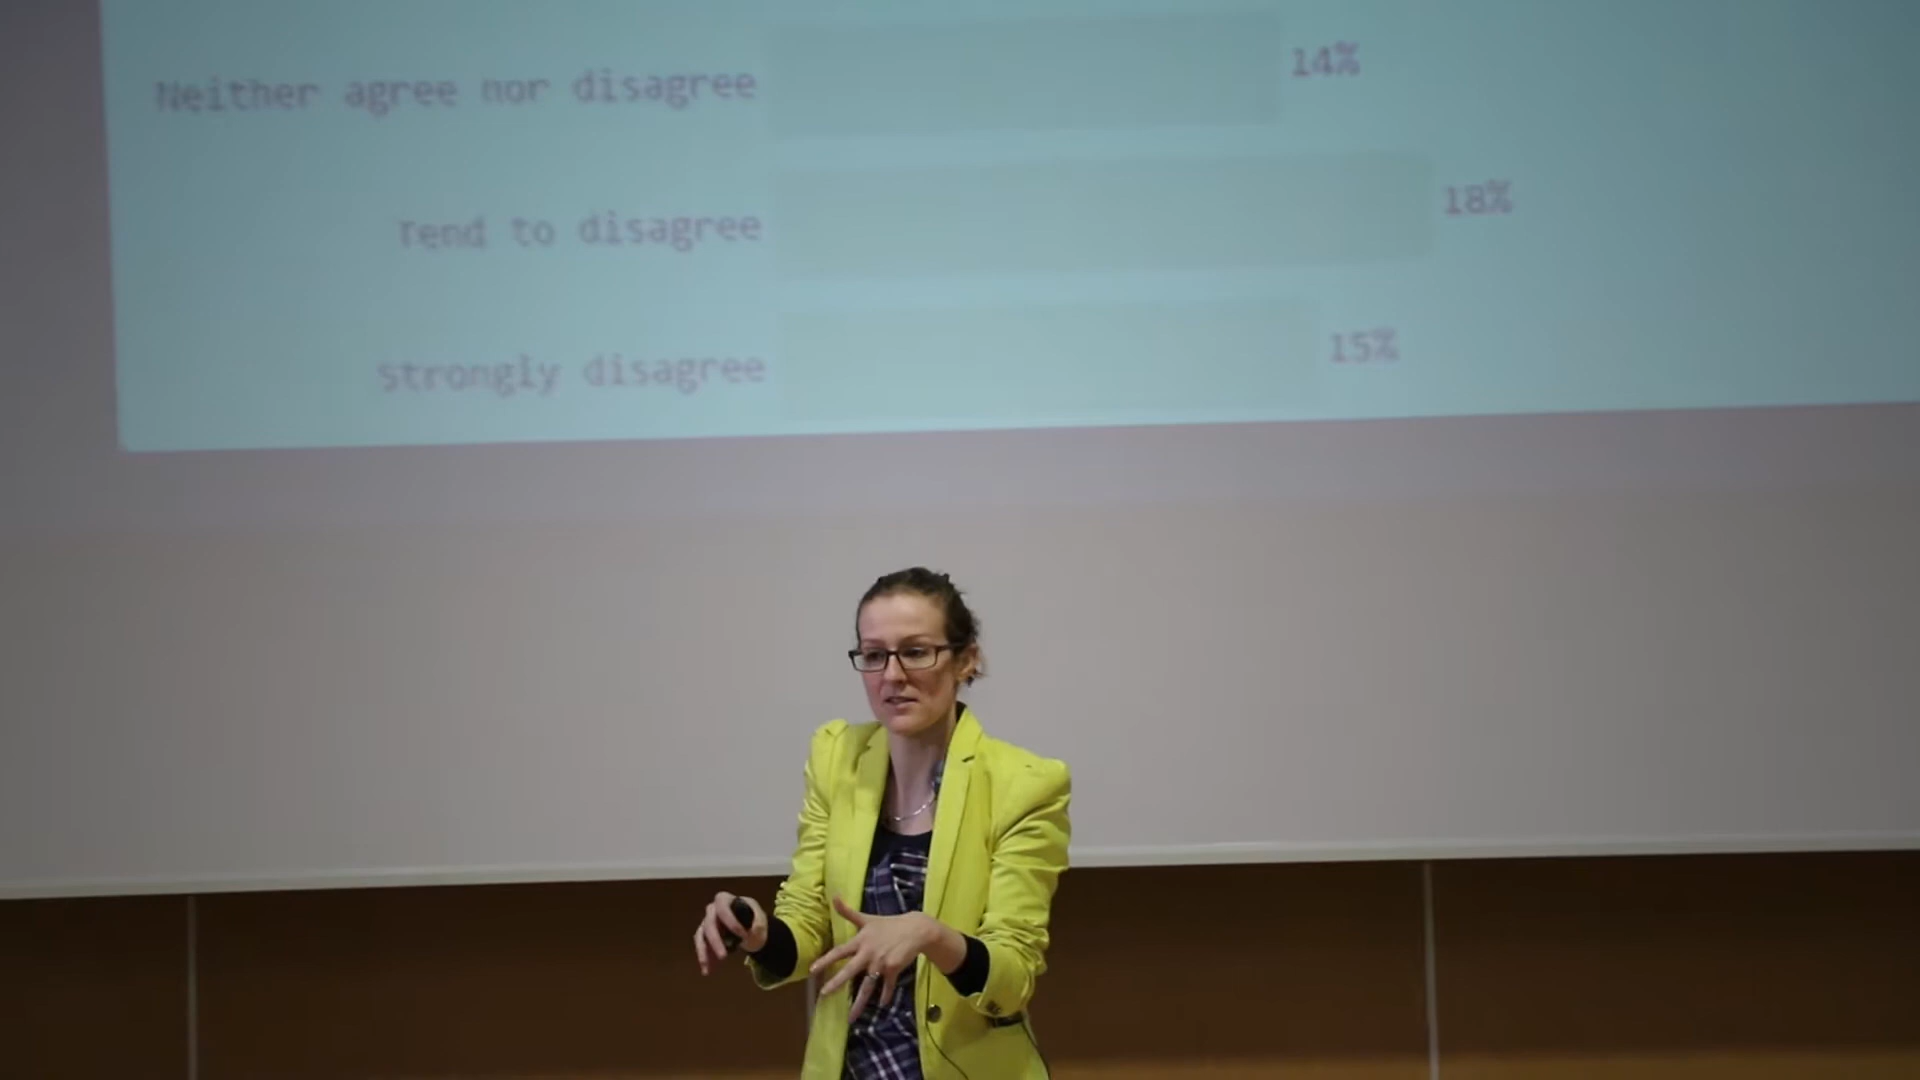 Neither agree nor disagree 14%
Tend to disagree 18%
Strongly disagree 15%